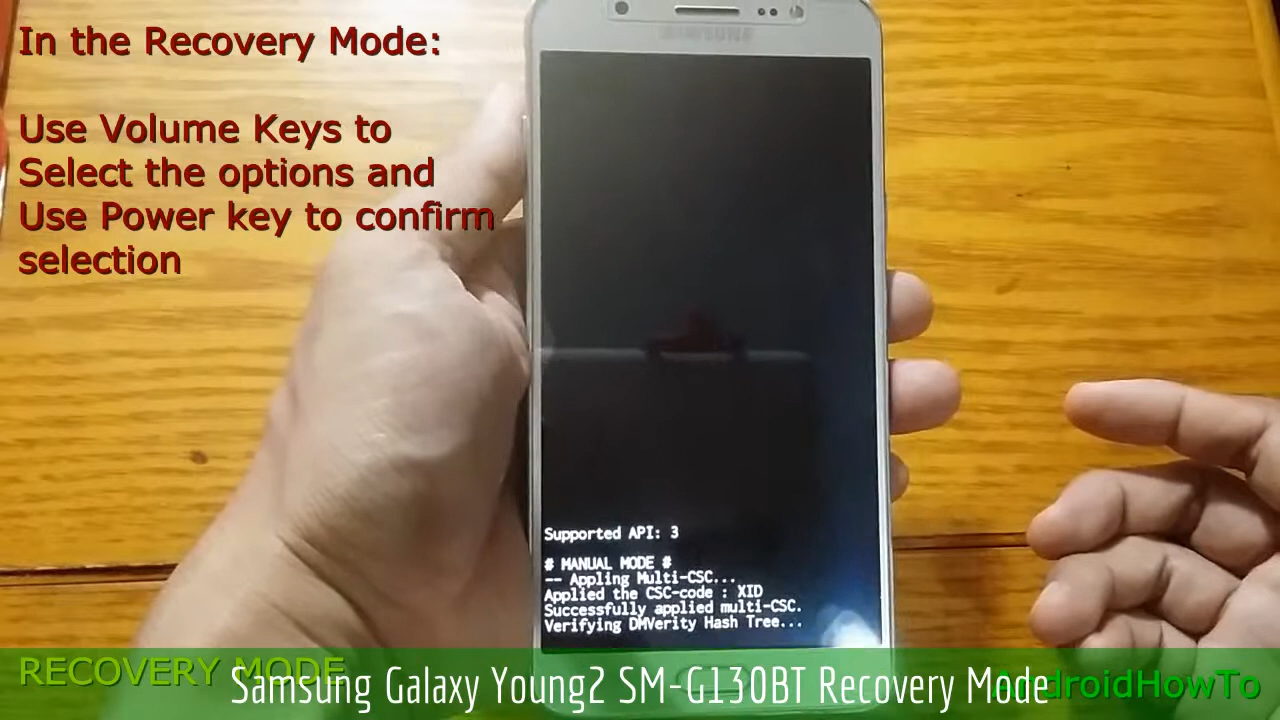 In the Recovery Mode:
Use Volume Keys to
Select the options and
Use Power key to confirm
selection
SAMSUNG
Supported API: 3
# MANUAL MODE #
-- Appling Multi-CSC...
Applied the CSC-code : XID
Successfully applied multi-CSC.
Verifying DMVerity Hash Tree...
RECOVERY MODE
Samsung Galaxy Young2 SM-G130BT Recovery Mode
AndroidHowTo